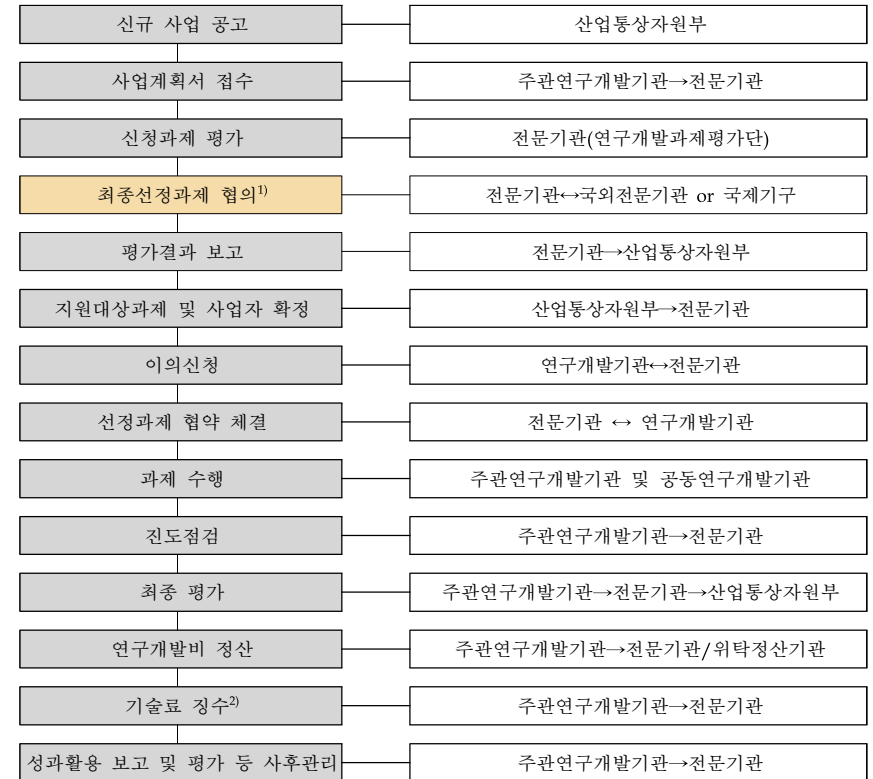 신규 사업 공고
산업통상자원부
사업계획서 접수
주관연구개발기관→전문기관
신청과제 평가
전문기관(연구개발과제평가단)
최종선정과제 협의1)
전문기관↔국외전문기관 or 국제기구
평가결과 보고
전문기관→산업통상자원부
지원대상과제 및 사업자 확정
산업통상자원부→전문기관
이의신청
연구개발기관↔전문기관
선정과제 협약 체결
전문기관 ↔ 연구개발기관
과제 수행
주관연구개발기관 및 공동연구개발기관
진도점검
주관연구개발기관→전문기관
최종 평가
주관연구개발기관→전문기관→산업통상자원부
연구개발비 정산
주관연구개발기관→전문기관/위탁정산기관
기술료 징수2)
주관연구개발기관→전문기관
성과활용 보고 및 평가 등 사후관리
주관연구개발기관→전문기관